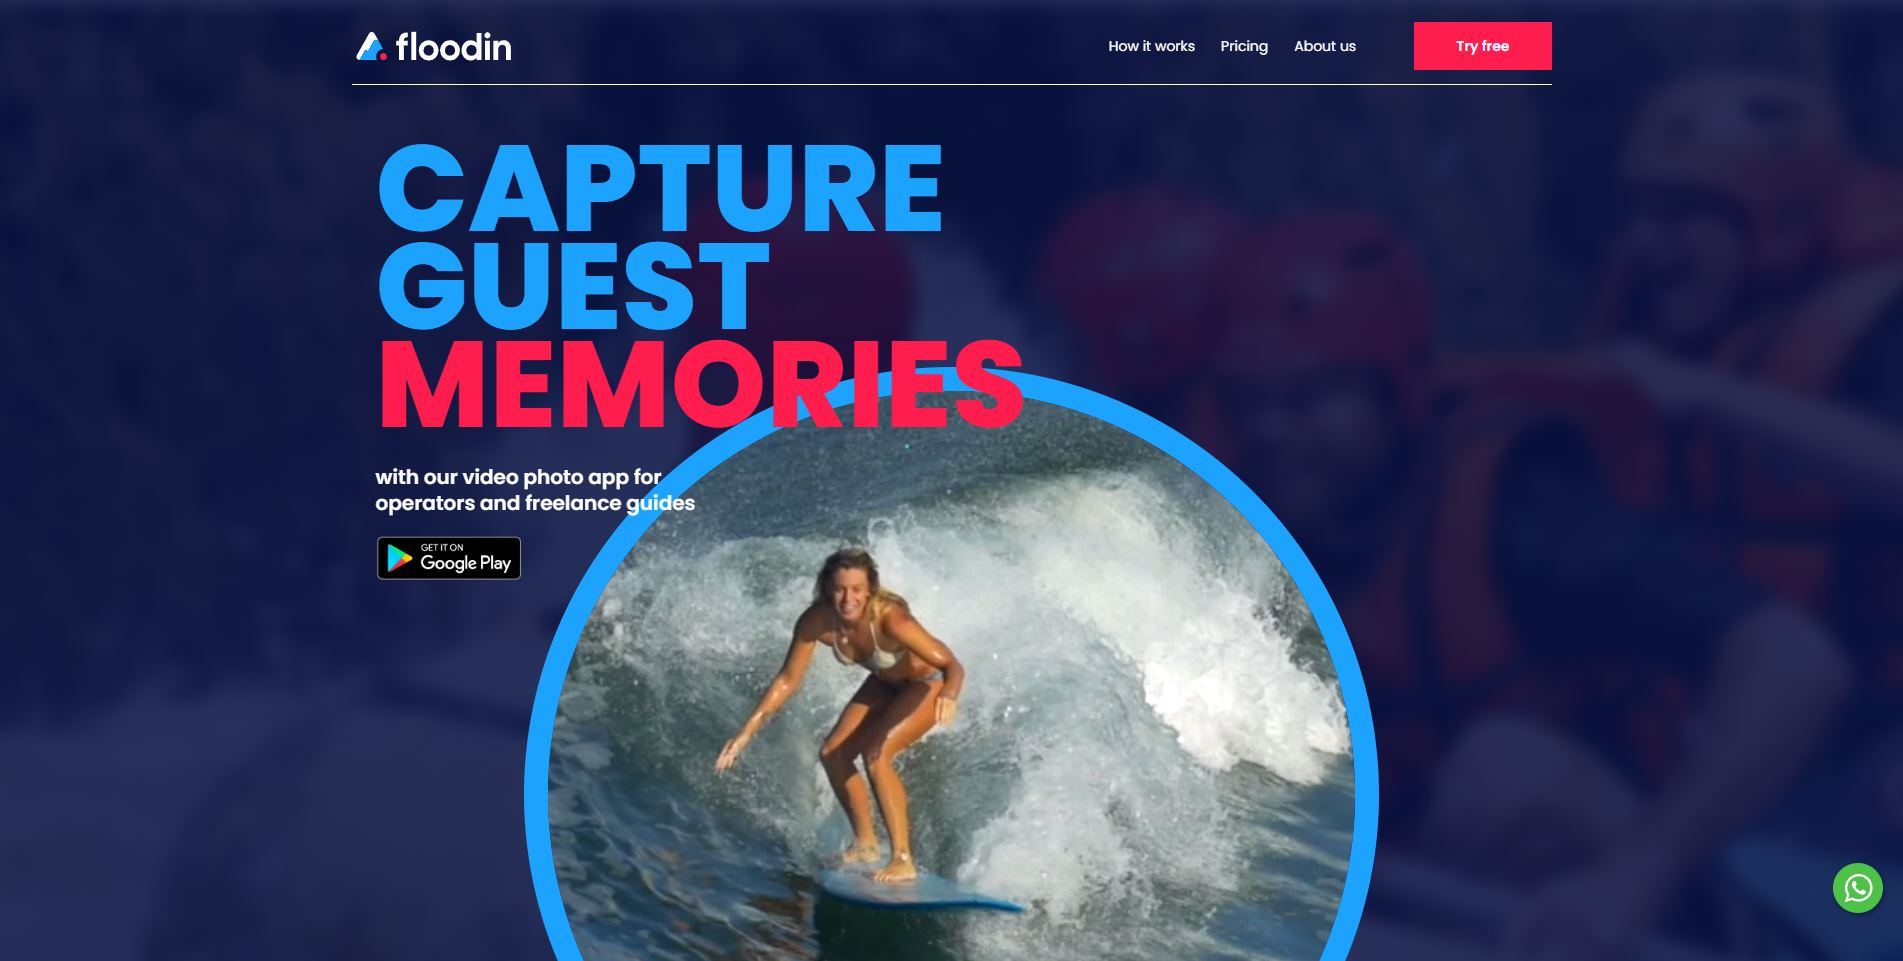 floodin
How it works
Pricing
About us
Try free
CAPTURE
GUEST
MEMORIES
with our video photo app for
operators and freelance guides
GET IT ON
Google Play